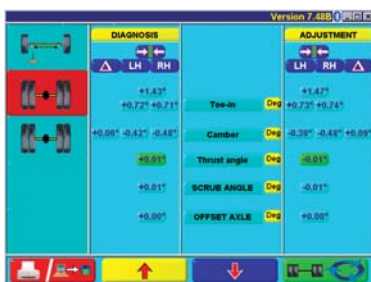 Version 7.48B
DIAGNOSIS ADJUSTMENT
Δ LH RH LH RH Δ
+1.43° +1.47°
+0.72° +0.71° Toe-in Deg +0.73° +0.74°
+0.06° -0.42° -0.48° Camber Deg -0.39° -0.48° +0.09°
+0.01° Thrust angle Deg -0.01°
+0.01° SCRUB ANGLE Deg -0.01°
+0.00° OFFSET AXLE Deg +0.00°